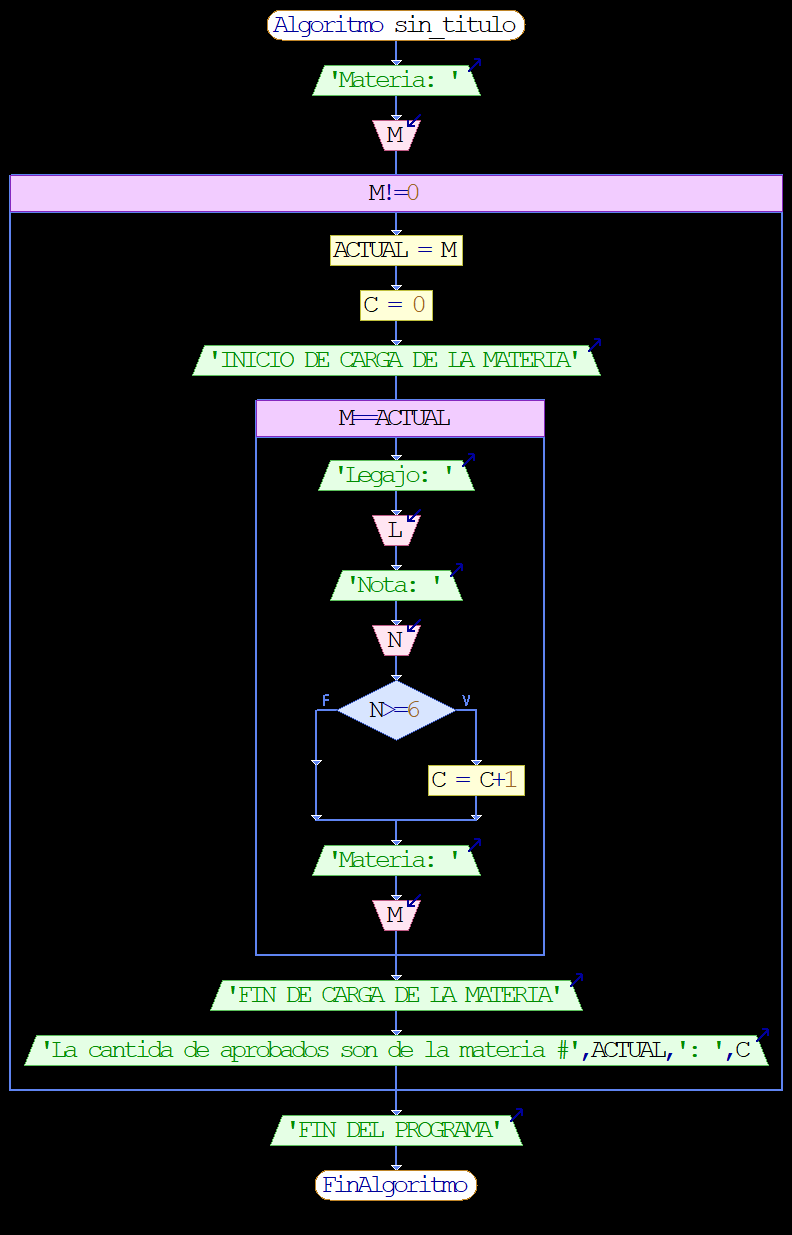 Algoritmo sin_titulo
'Materia: '
M
M!=0
ACTUAL = M
C = 0
'INICIO DE CARGA DE LA MATERIA'
M==ACTUAL
'Legajo: '
L
'Nota: '
N
F
V
N>=6
C = C+1
'Materia: '
M
'FIN DE CARGA DE LA MATERIA'
'La cantida de aprobados son de la materia #',ACTUAL,': ',C
'FIN DEL PROGRAMA'
FinAlgoritmo